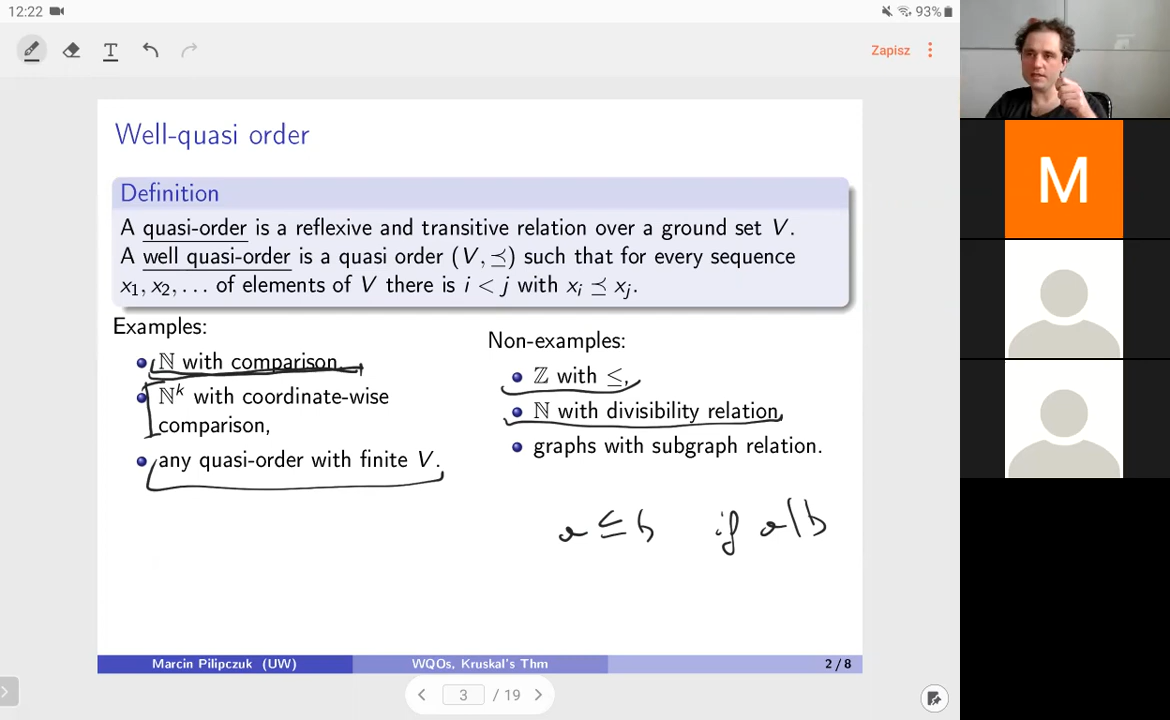 12:22
93%
Zapisz
Well-quasi order
Definition
A quasi-order is a reflexive and transitive relation over a ground set V.
A well quasi-order is a quasi order (V, ⪯) such that for every sequence
x₁, x₂, . . . of elements of V there is i < j with xᵢ ⪯ xⱼ.
Examples:
ℕ with comparison,
ℕᵏ with coordinate-wise
comparison,
any quasi-order with finite V.
Non-examples:
ℤ with ≤,
ℕ with divisibility relation,
graphs with subgraph relation.
a ≤ b if a|b
Marcin Pilipczuk (UW) WQOs, Kruskal's Thm 2 / 8
3 / 19
M